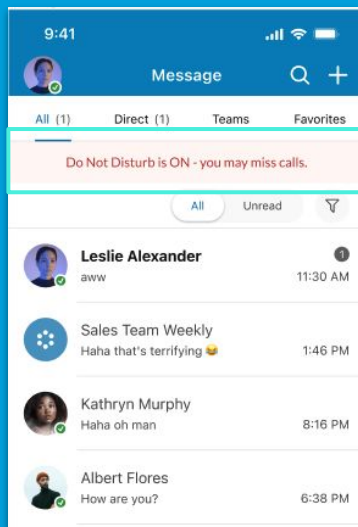 9:41
Message
All (1) Direct (1) Teams Favorites
Do Not Disturb is ON - you may miss calls.
All Unread
Leslie Alexander 1
aww 11:30 AM
Sales Team Weekly
Haha that's terrifying 😂 1:46 PM
Kathryn Murphy
Haha oh man 8:16 PM
Albert Flores
How are you? 6:38 PM